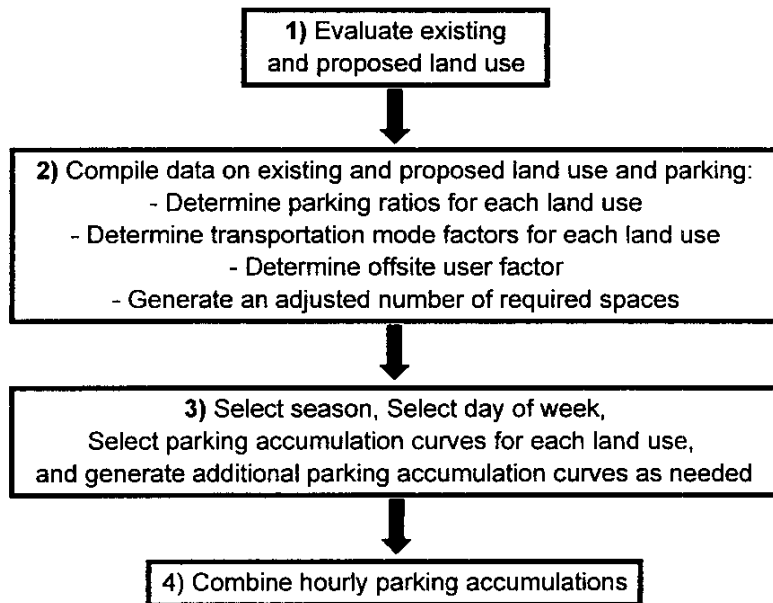 1) Evaluate existing
and proposed land use
2) Compile data on existing and proposed land use and parking:
- Determine parking ratios for each land use
- Determine transportation mode factors for each land use
- Determine offsite user factor
- Generate an adjusted number of required spaces
3) Select season, Select day of week,
Select parking accumulation curves for each land use,
and generate additional parking accumulation curves as needed
4) Combine hourly parking accumulations